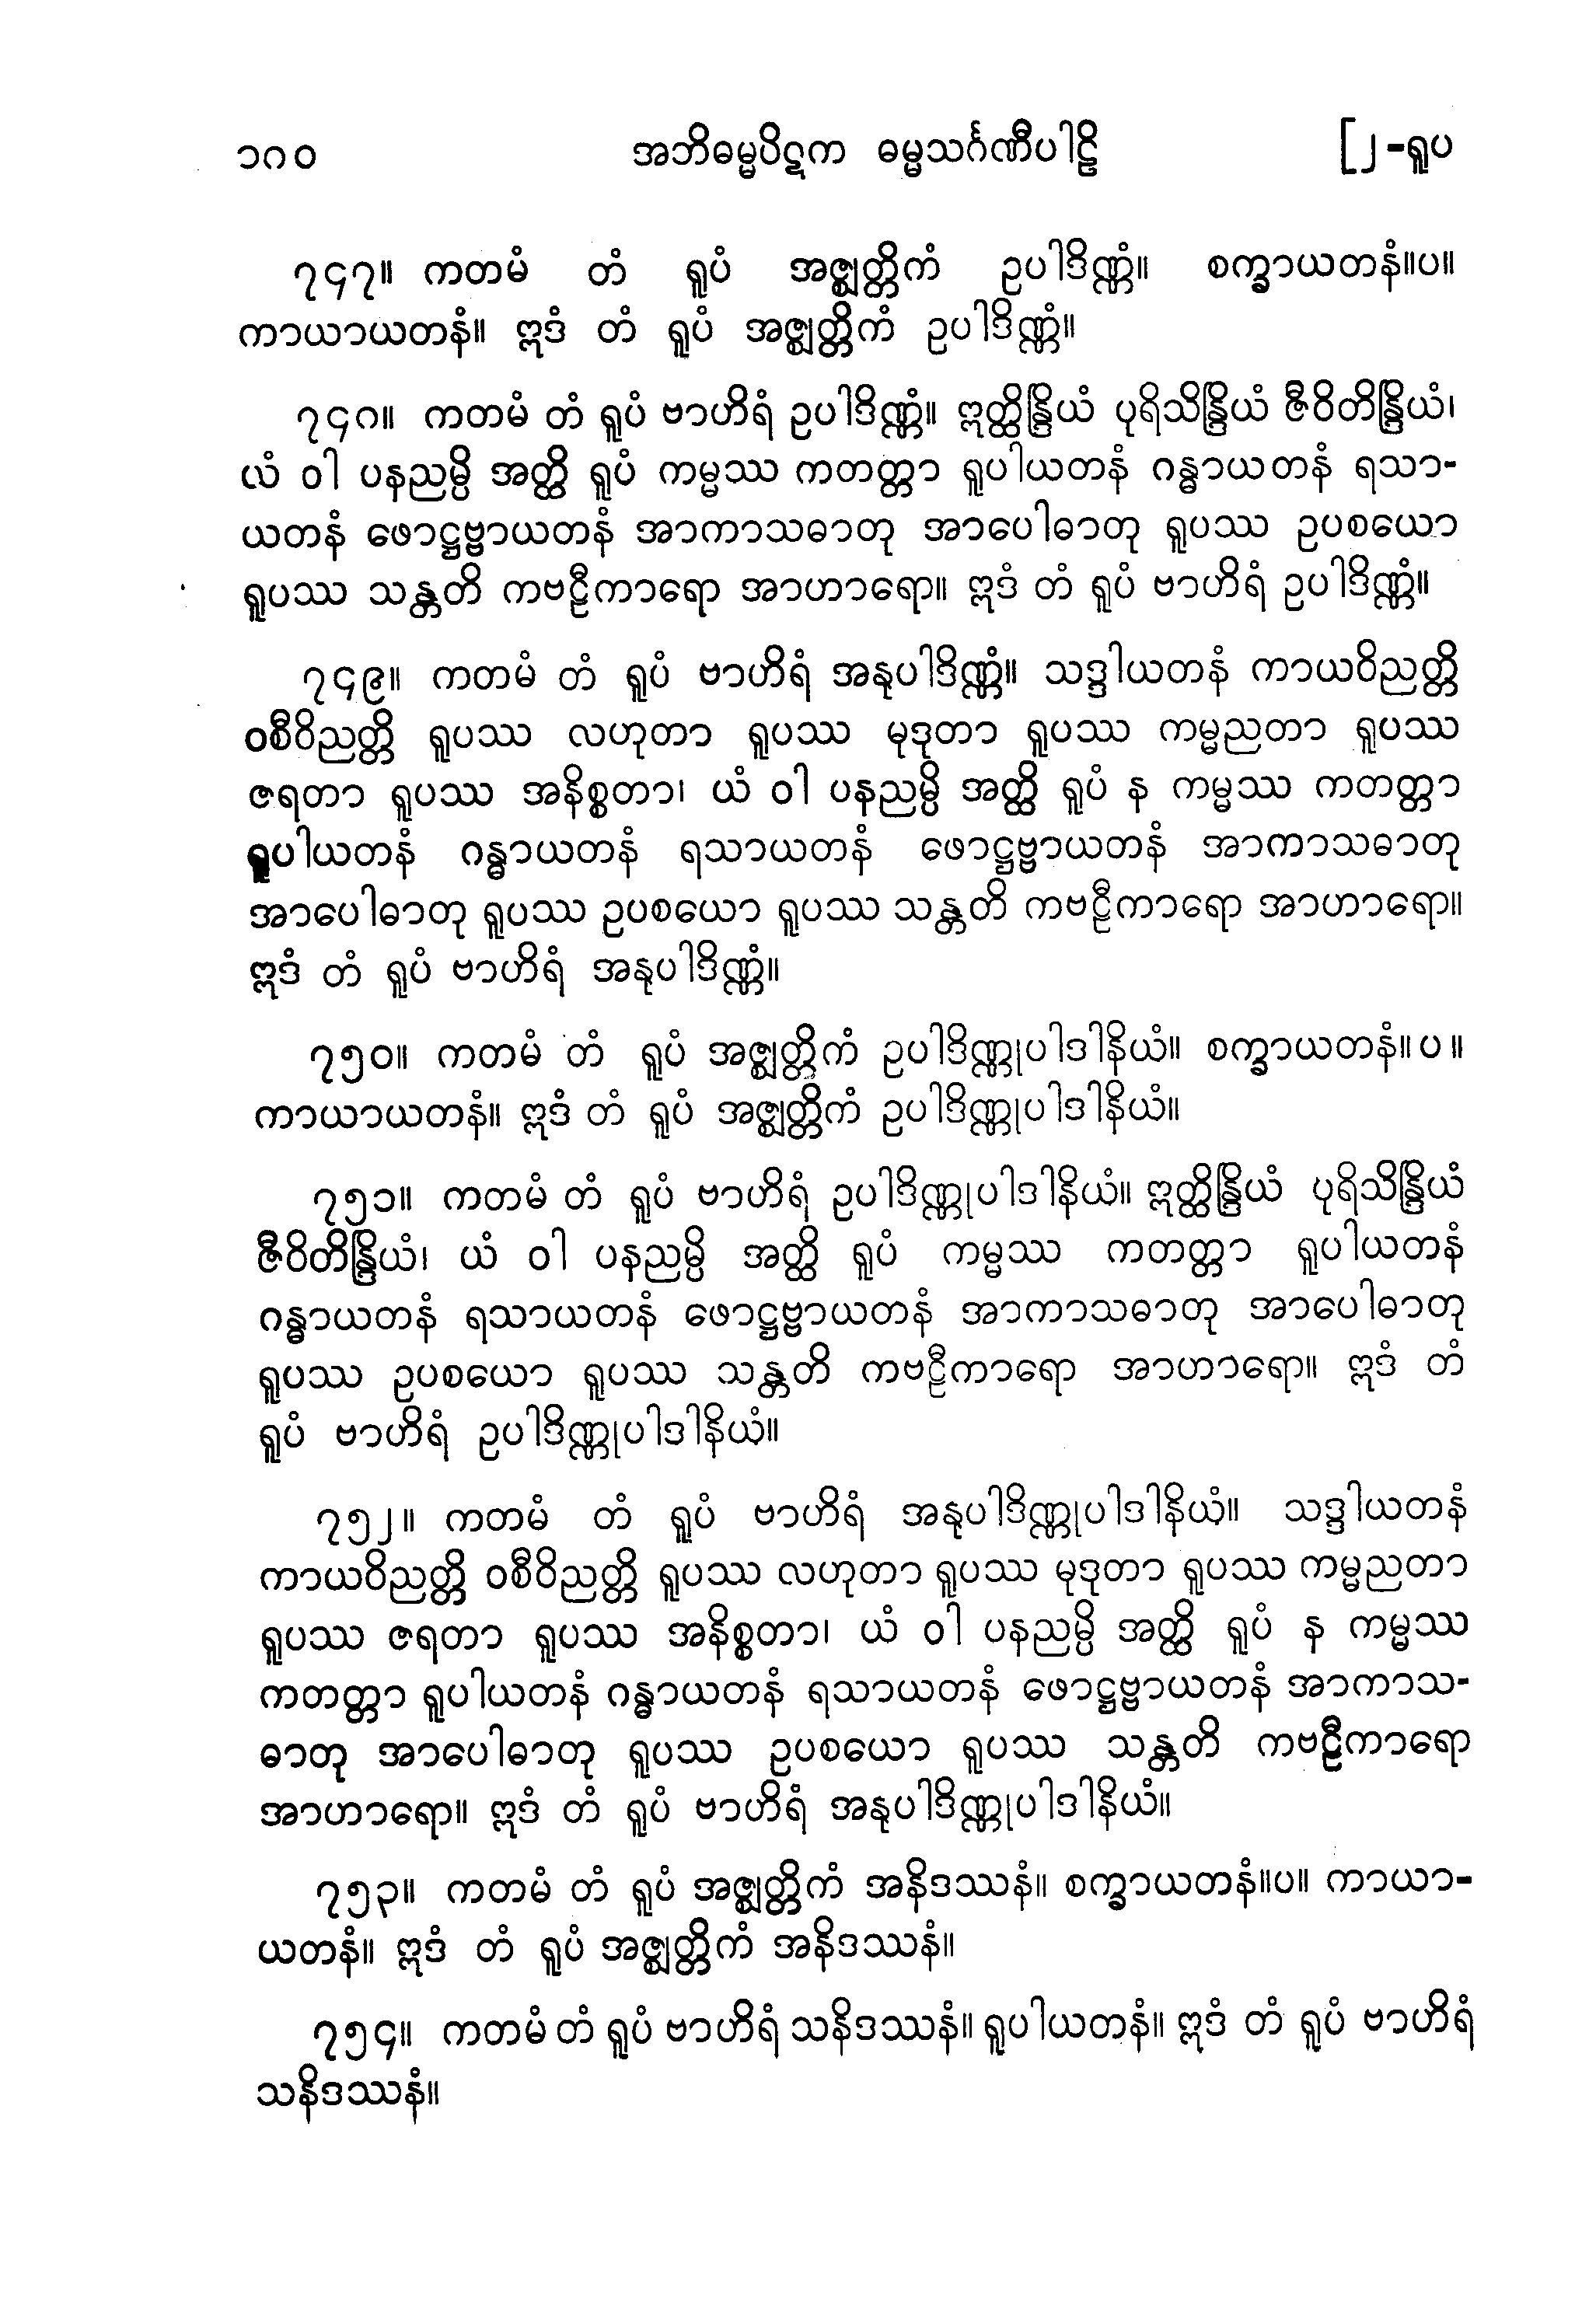 ၁၈၀ အဘိဓမ္မပိဋက ဓမ္မသင်္ဂဏီပါဠိ [၂-ရူပ
၇၄၇။ ကတမံ တံ ရူပံ အဇ္ဈတ္တိကံ ဥပါဒိဏ္ဏံ။ စက္ခာယတနံ။ပ။
ကာယာယတနံ။ ဣဒံ တံ ရူပံ အဇ္ဈတ္တိကံ ဥပါဒိဏ္ဏံ။
၇၄၈။ ကတမံ တံ ရူပံ ဗာဟိရံ ဥပါဒိဏ္ဏံ။ ဣတ္ထိန္ဒြိယံ ပုရိသိန္ဒြိယံ ဇီဝိတိန္ဒြိယံ၊
ယံ ဝါ ပနညမ္ပိ အတ္ထိ ရူပံ ကမ္မဿ ကတတ္တာ ရူပါယတနံ ဂန္ဓာယတနံ ရသာ-
ယတနံ ဖောဋ္ဌဗ္ဗာယတနံ အာကာသဓာတု အာပေါဓာတု ရူပဿ ဥပစယော
ရူပဿ သန္တတိ ကဗဠီကာရော အာဟာရော။ ဣဒံ တံ ရူပံ ဗာဟိရံ ဥပါဒိဏ္ဏံ။
၇၄၉။ ကတမံ တံ ရူပံ ဗာဟိရံ အနုပါဒိဏ္ဏံ။ သဒ္ဒါယတနံ ကာယဝိညတ္တိ
ဝစီဝိညတ္တိ ရူပဿ လဟုတာ ရူပဿ မုဒုတာ ရူပဿ ကမ္မညတာ ရူပဿ
ဇရတာ ရူပဿ အနိစ္စတာ၊ ယံ ဝါ ပနညမ္ပိ အတ္ထိ ရူပံ န ကမ္မဿ ကတတ္တာ
ရူပါယတနံ ဂန္ဓာယတနံ ရသာယတနံ ဖောဋ္ဌဗ္ဗာယတနံ အာကာသဓာတု
အာပေါဓာတု ရူပဿ ဥပစယော ရူပဿ သန္တတိ ကဗဠီကာရော အာဟာရော။
ဣဒံ တံ ရူပံ ဗာဟိရံ အနုပါဒိဏ္ဏံ။
၇၅၀။ ကတမံ တံ ရူပံ အဇ္ဈတ္တိကံ ဥပါဒိဏ္ဏုပါဒါနိယံ။ စက္ခာယတနံ။ပ။
ကာယာယတနံ။ ဣဒံ တံ ရူပံ အဇ္ဈတ္တိကံ ဥပါဒိဏ္ဏုပါဒါနိယံ။
၇၅၁။ ကတမံ တံ ရူပံ ဗာဟိရံ ဥပါဒိဏ္ဏုပါဒါနိယံ။ ဣတ္ထိန္ဒြိယံ ပုရိသိန္ဒြိယံ
ဇီဝိတိန္ဒြိယံ၊ ယံ ဝါ ပနညမ္ပိ အတ္ထိ ရူပံ ကမ္မဿ ကတတ္တာ ရူပါယတနံ
ဂန္ဓာယတနံ ရသာယတနံ ဖောဋ္ဌဗ္ဗာယတနံ အာကာသဓာတု အာပေါဓာတု
ရူပဿ ဥပစယော ရူပဿ သန္တတိ ကဗဠီကာရော အာဟာရော။ ဣဒံ တံ
ရူပံ ဗာဟိရံ ဥပါဒိဏ္ဏုပါဒါနိယံ။
၇၅၂။ ကတမံ တံ ရူပံ ဗာဟိရံ အနုပါဒိဏ္ဏုပါဒါနိယံ။ သဒ္ဒါယတနံ
ကာယဝိညတ္တိ ဝစီဝိညတ္တိ ရူပဿ လဟုတာ ရူပဿ မုဒုတာ ရူပဿ ကမ္မညတာ
ရူပဿ ဇရတာ ရူပဿ အနိစ္စတာ၊ ယံ ဝါ ပနညမ္ပိ အတ္ထိ ရူပံ န ကမ္မဿ
ကတတ္တာ ရူပါယတနံ ဂန္ဓာယတနံ ရသာယတနံ ဖောဋ္ဌဗ္ဗာယတနံ အာကာသ-
ဓာတု အာပေါဓာတု ရူပဿ ဥပစယော ရူပဿ သန္တတိ ကဗဠီကာရော
အာဟာရော။ ဣဒံ တံ ရူပံ ဗာဟိရံ အနုပါဒိဏ္ဏုပါဒါနိယံ။
၇၅၃။ ကတမံ တံ ရူပံ အဇ္ဈတ္တိကံ အနိဒဿနံ။ စက္ခာယတနံ။ပ။ ကာယာ-
ယတနံ။ ဣဒံ တံ ရူပံ အဇ္ဈတ္တိကံ အနိဒဿနံ။
၇၅၄။ ကတမံ တံ ရူပံ ဗာဟိရံ သနိဒဿနံ။ ရူပါယတနံ။ ဣဒံ တံ ရူပံ ဗာဟိရံ
သနိဒဿနံ။